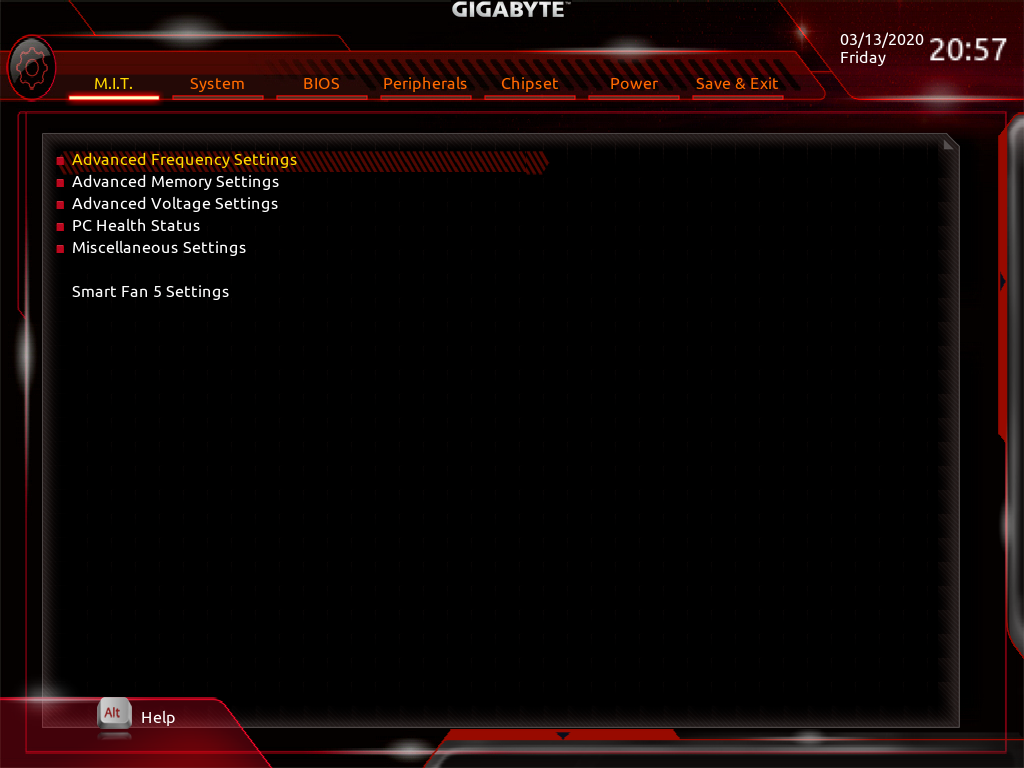 GIGABYTE™
03/13/2020
Friday
20:57
M.I.T. System BIOS Peripherals Chipset Power Save & Exit
Advanced Frequency Settings
Advanced Memory Settings
Advanced Voltage Settings
PC Health Status
Miscellaneous Settings
Smart Fan 5 Settings
Alt Help